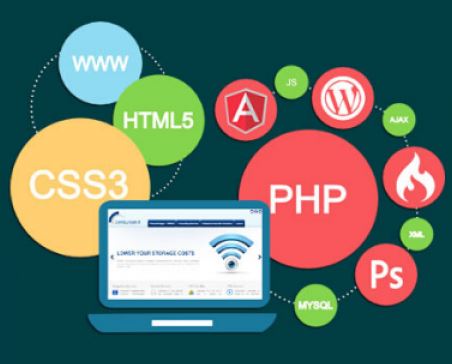 WWW
HTML5
CSS3
JS
AJAX
PHP
XML
Ps
MYSQL
LOWER YOUR STORAGE COSTS